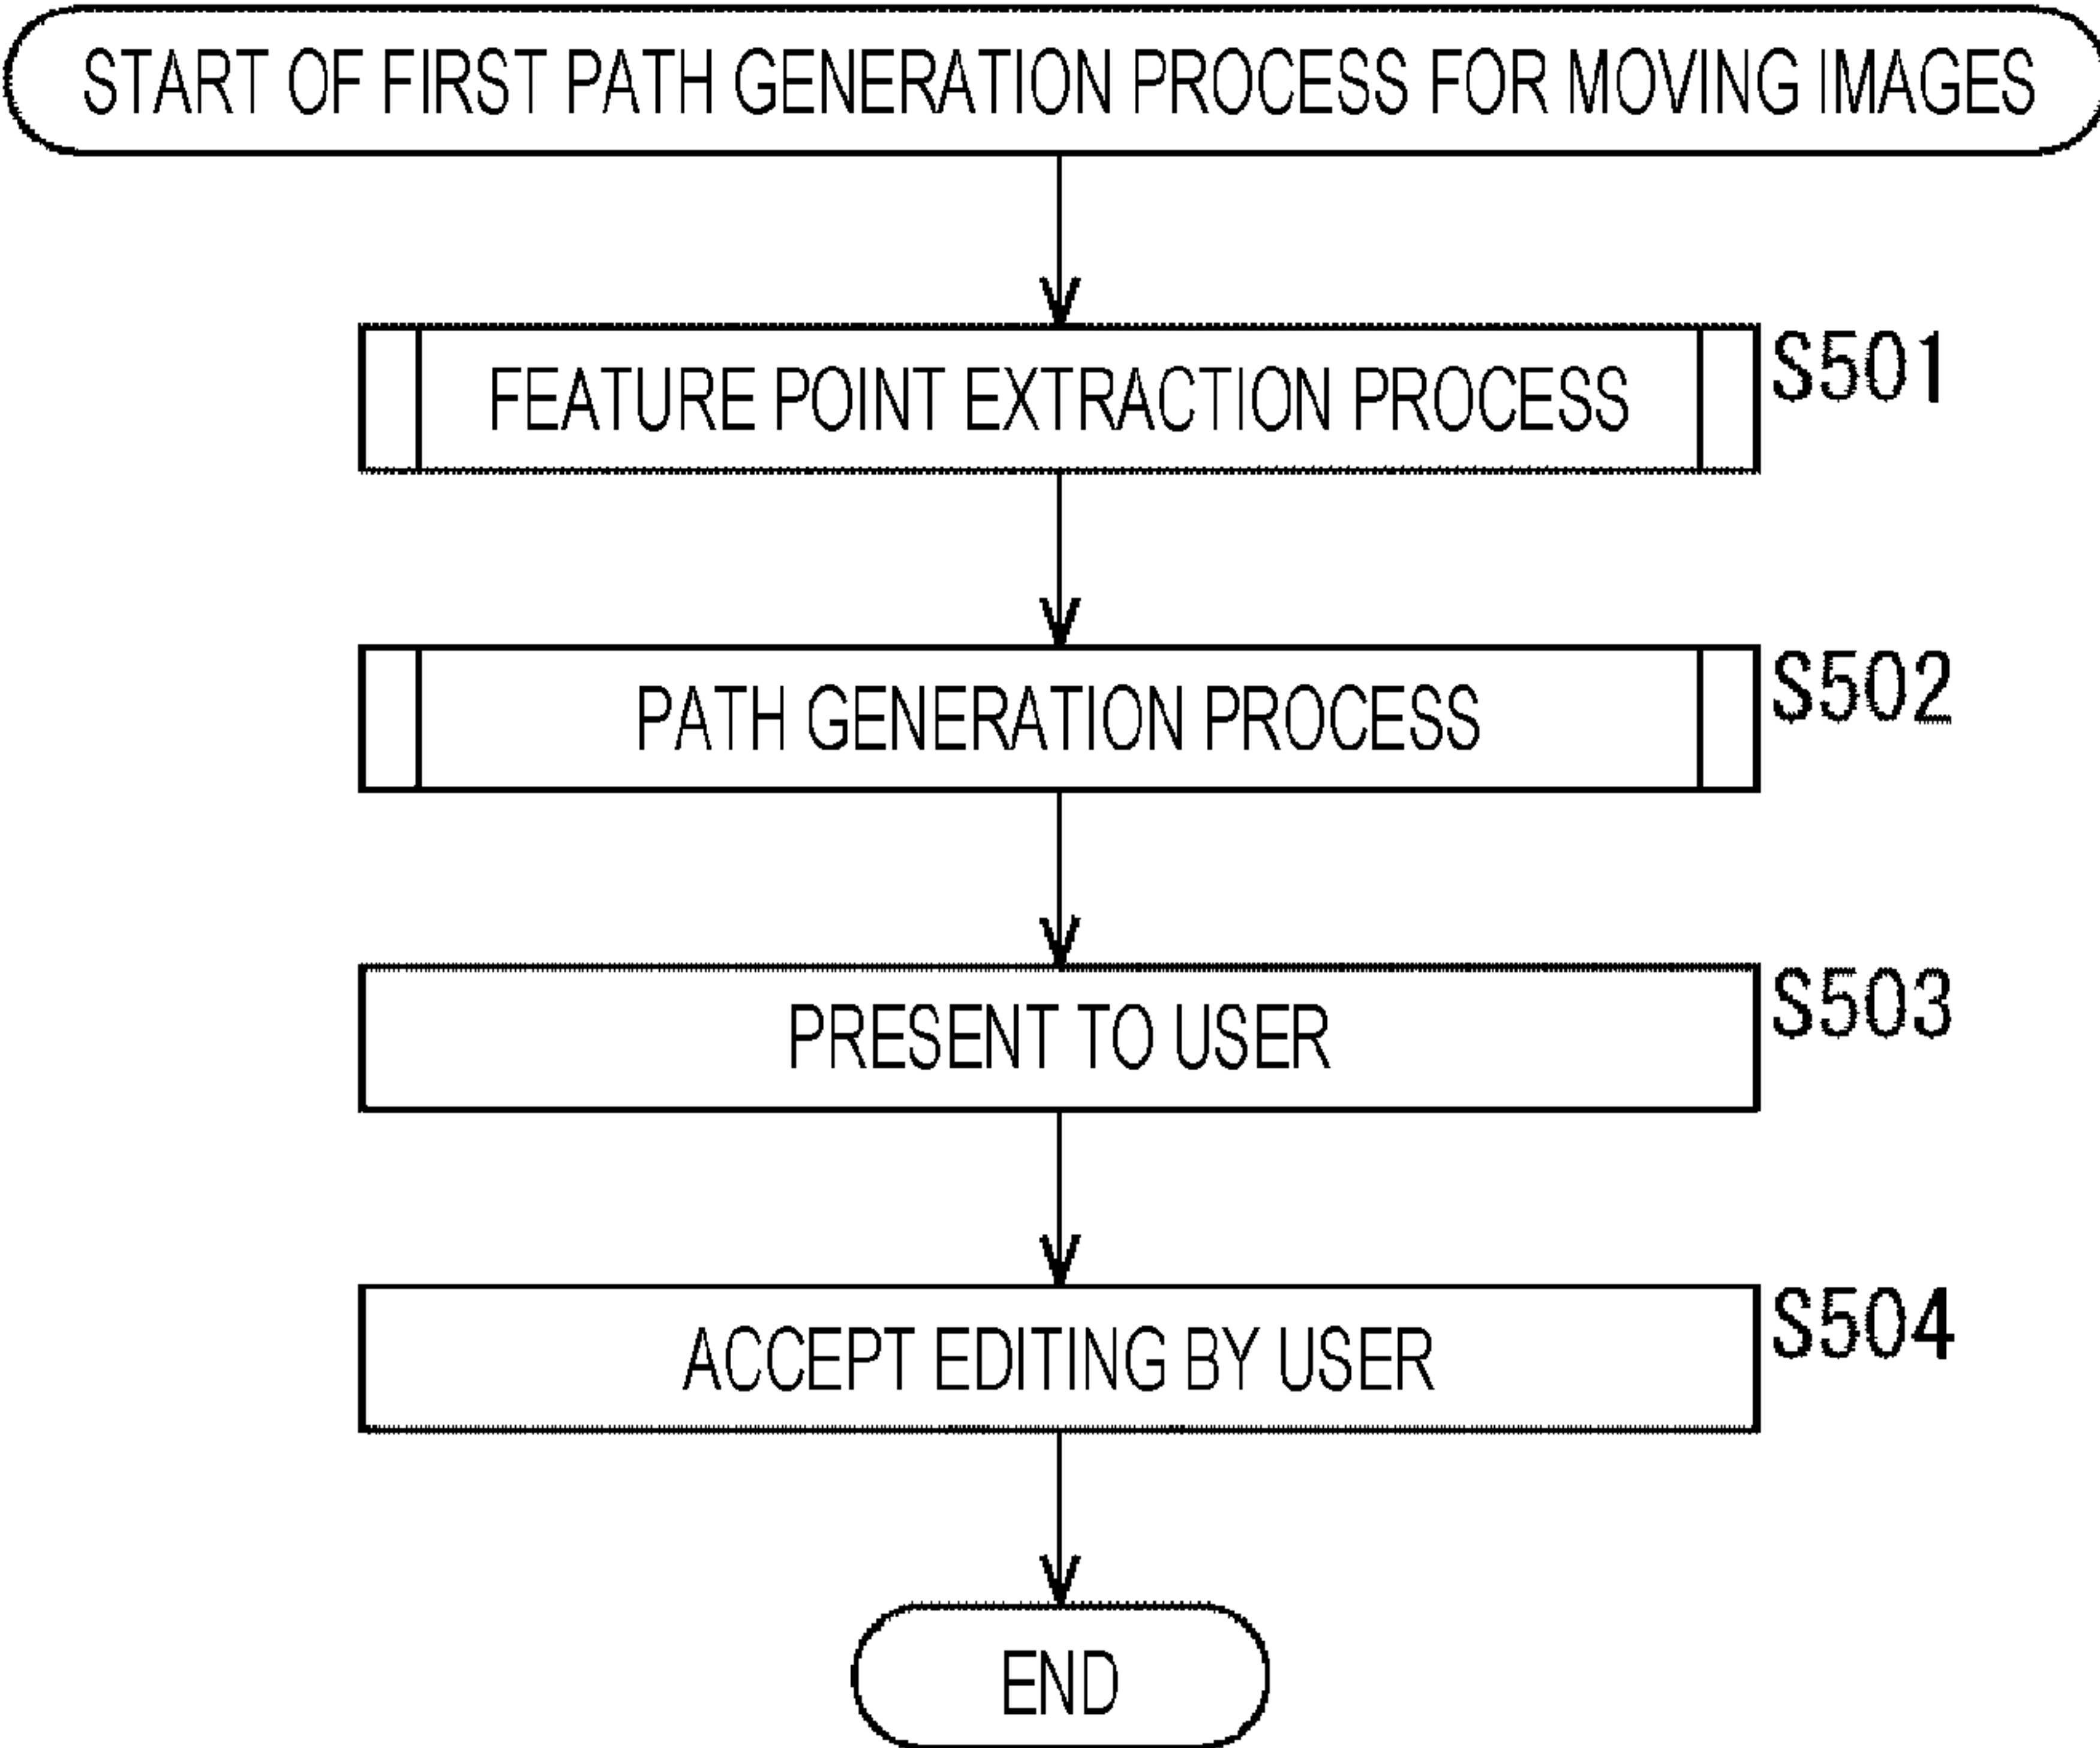 START OF FIRST PATH GENERATION PROCESS FOR MOVING IMAGES
FEATURE POINT EXTRACTION PROCESS
S501
PATH GENERATION PROCESS
S502
PRESENT TO USER
S503
ACCEPT EDITING BY USER
S504
END